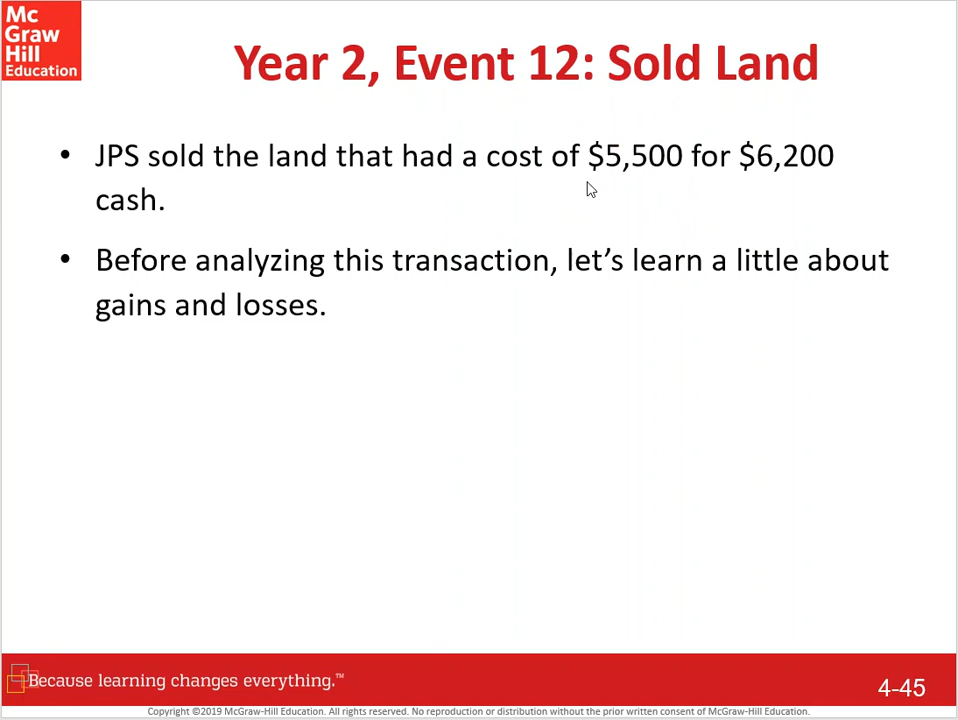 Mc
Graw
Hill
Education
Year 2, Event 12: Sold Land
• JPS sold the land that had a cost of $5,500 for $6,200
cash.
• Before analyzing this transaction, let’s learn a little about
gains and losses.
Because learning changes everything.™
4-45
Copyright ©2019 McGraw-Hill Education. All rights reserved. No reproduction or distribution without the prior written consent of McGraw-Hill Education.